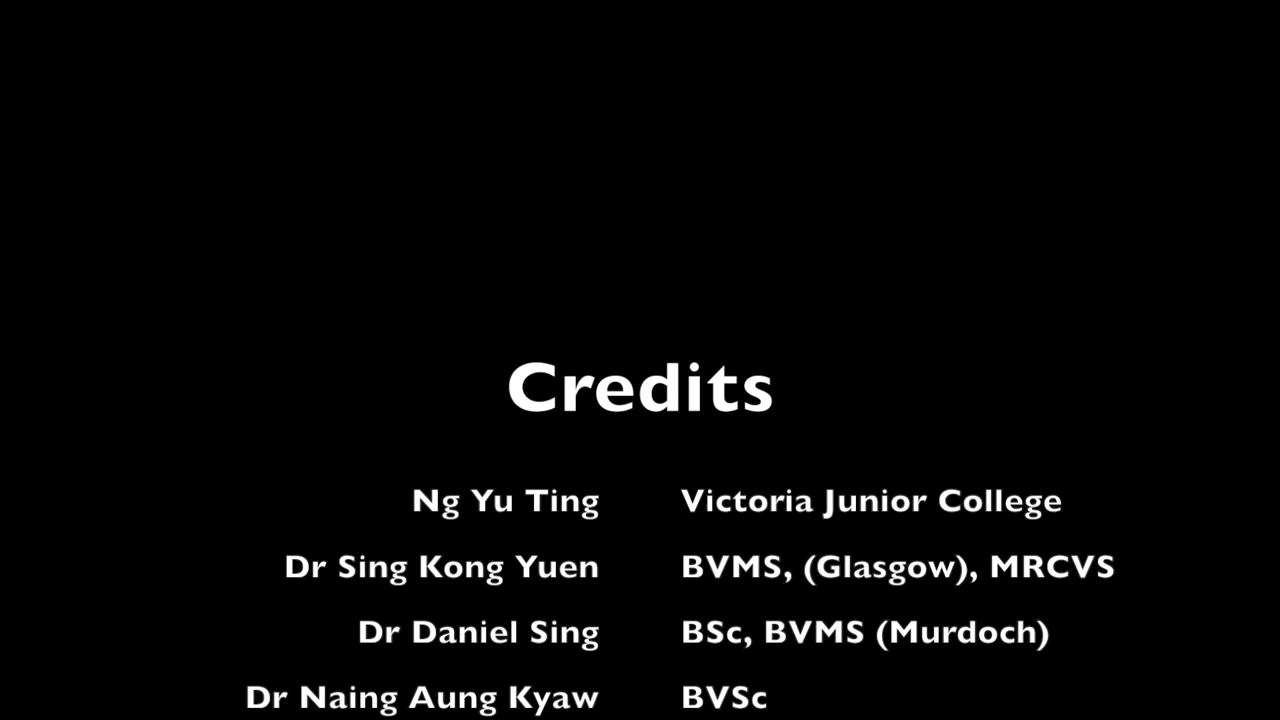 Credits
Ng Yu Ting Victoria Junior College
Dr Sing Kong Yuen BVMS, (Glasgow), MRCVS
Dr Daniel Sing BSc, BVMS (Murdoch)
Dr Naing Aung Kyaw BVSc